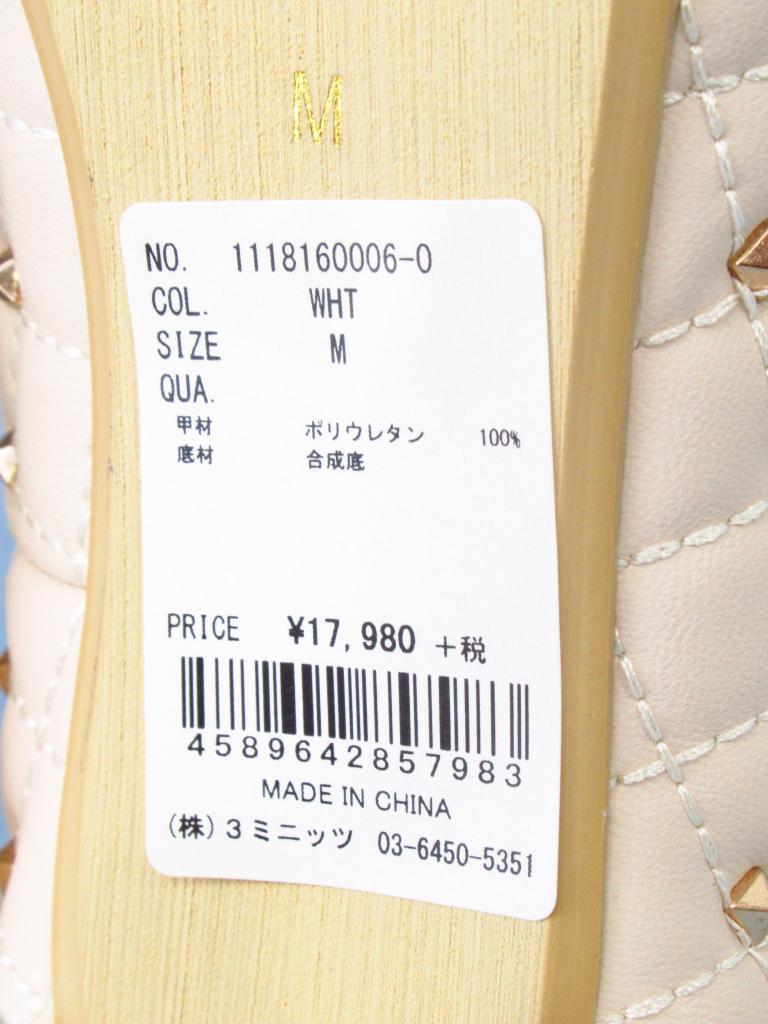 M
NO. 1118160006-0
COL. WHT
SIZE M
QUA.
甲材 ポリウレタン 100%
底材 合成底
PRICE ¥17,980 +税
4589642857983
MADE IN CHINA
(株)3ミニッツ 03-6450-5351